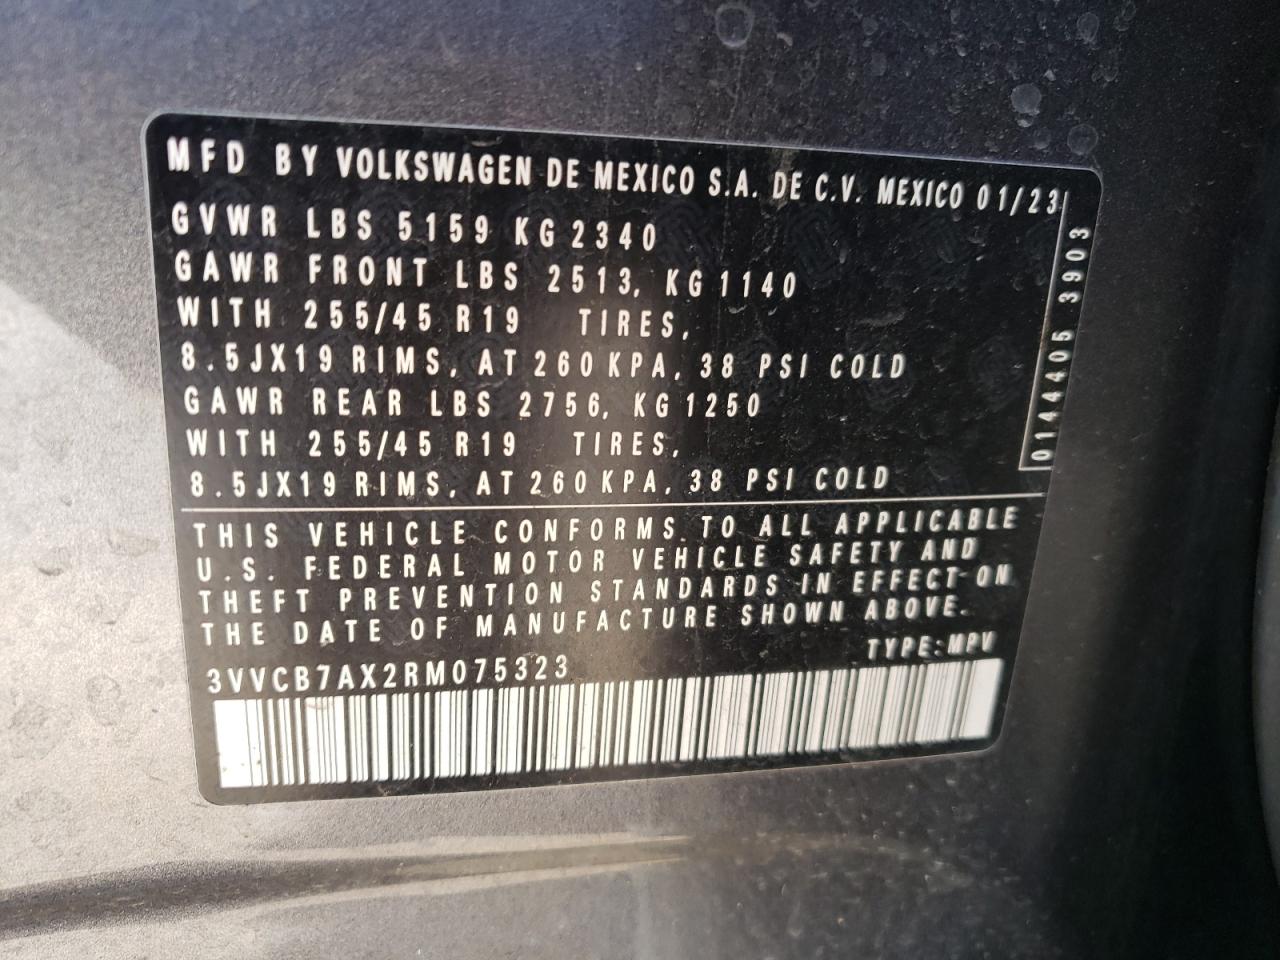 MFD BY VOLKSWAGEN DE MEXICO S.A. DE C.V. MEXICO 01/23
GVWR LBS 5159 KG 2340
GAWR FRONT LBS 2513, KG 1140
WITH 255/45 R19 TIRES,
8.5JX19 RIMS, AT 260 KPA, 38 PSI COLD
GAWR REAR LBS 2756, KG 1250
WITH 255/45 R19 TIRES,
8.5JX19 RIMS, AT 260 KPA, 38 PSI COLD
0144405 3903
THIS VEHICLE CONFORMS TO ALL APPLICABLE
U.S. FEDERAL MOTOR VEHICLE SAFETY AND
THEFT PREVENTION STANDARDS IN EFFECT ON
THE DATE OF MANUFACTURE SHOWN ABOVE.
TYPE: MPV
3VVCB7AX2RM075323